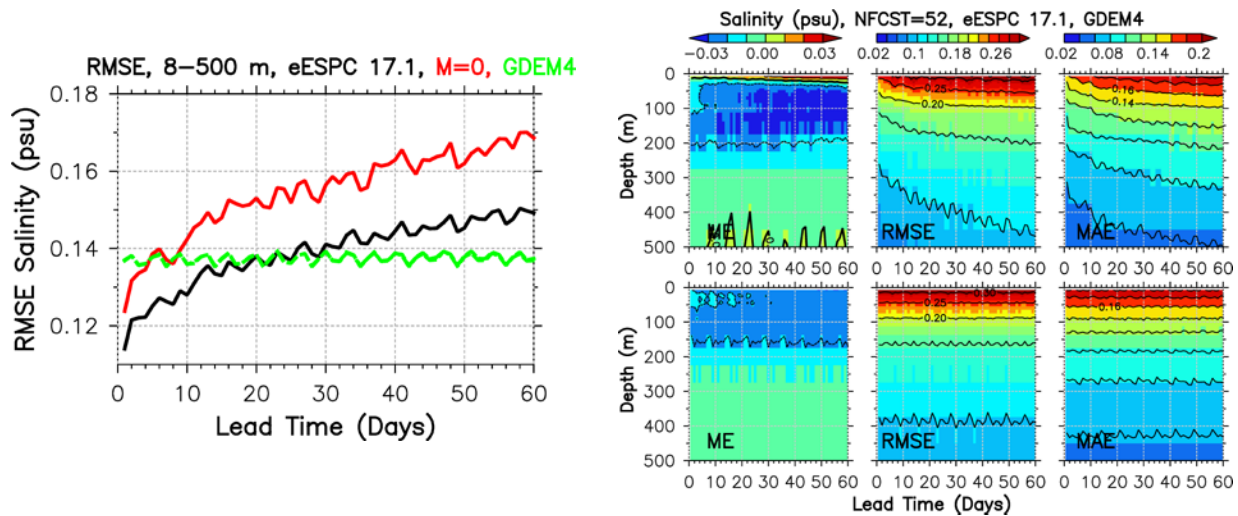 RMSE, 8−500 m, eESPC 17.1, M=0, GDEM4
RMSE Salinity (psu)
0.18
0.16
0.14
0.12
0 10 20 30 40 50 60
Lead Time (Days)
Salinity (psu), NFCST=52, eESPC 17.1, GDEM4
−0.03 0.00 0.03
0.02 0.1 0.18 0.26
0.02 0.08 0.14 0.2
Depth (m)
0
100
200
300
400
500
ME
0.25
0.20
RMSE
0.16
0.14
MAE
0 10 20 30 40 50 60
0 10 20 30 40 50 60
0 10 20 30 40 50 60
Depth (m)
0
100
200
300
400
500
ME
0.30
0.25
0.20
RMSE
0.16
MAE
0 10 20 30 40 50 60
0 10 20 30 40 50 60
0 10 20 30 40 50 60
Lead Time (Days)